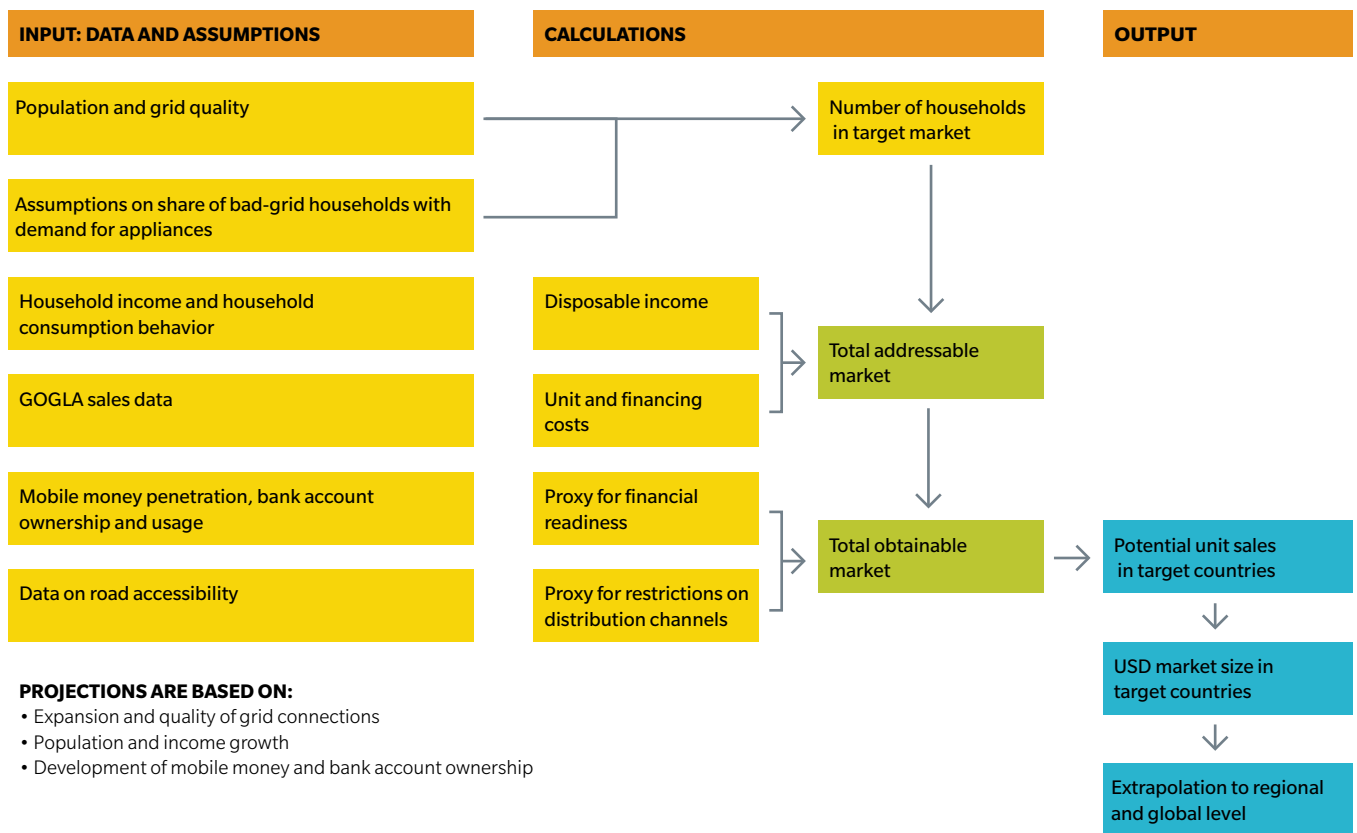 INPUT: DATA AND ASSUMPTIONS
Population and grid quality
Assumptions on share of bad-grid households with
demand for appliances
Household income and household
consumption behavior
GOGLA sales data
Mobile money penetration, bank account
ownership and usage
Data on road accessibility
CALCULATIONS
Disposable income
Unit and financing
costs
Proxy for financial
readiness
Proxy for restrictions on
distribution channels
Number of households
in target market
Total addressable
market
Total obtainable
market
OUTPUT
Potential unit sales
in target countries
USD market size in
target countries
Extrapolation to regional
and global level
PROJECTIONS ARE BASED ON:
• Expansion and quality of grid connections
• Population and income growth
• Development of mobile money and bank account ownership